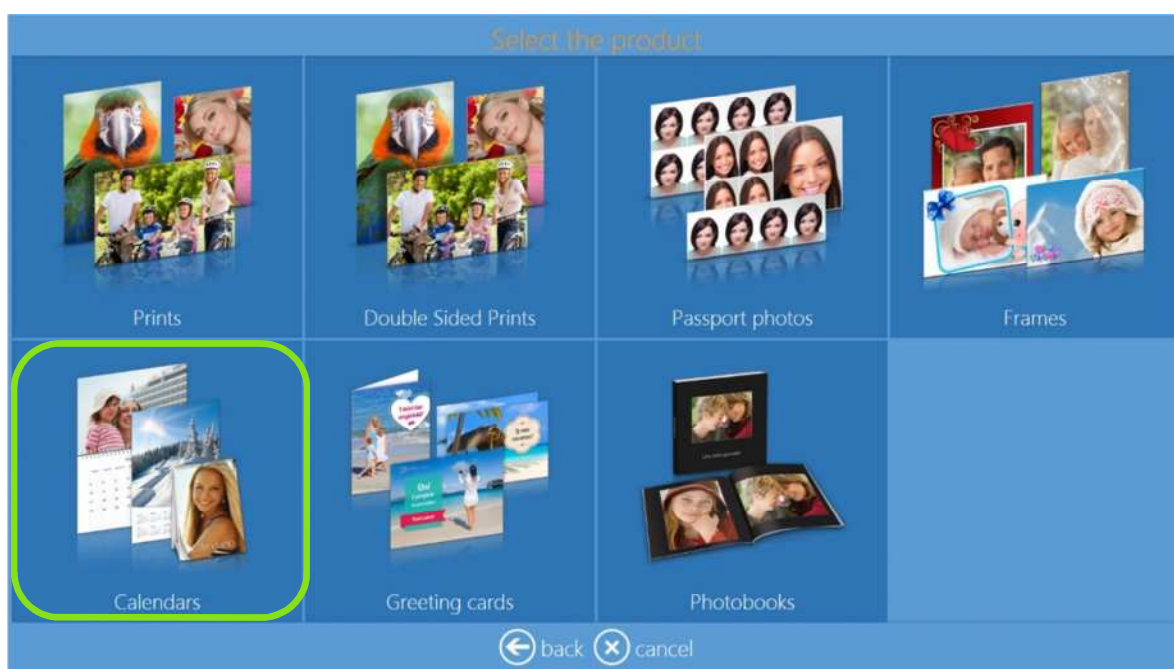 Select the product
Prints
Double Sided Prints
Passport photos
Frames
Calendars
Greeting cards
Photobooks
back
cancel